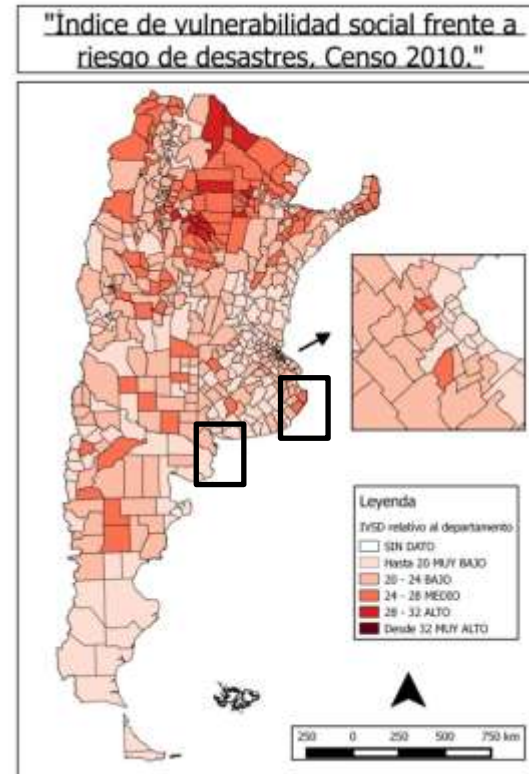 "Índice de vulnerabilidad social frente a
riesgo de desastres. Censo 2010."
Leyenda
IVSD relativo al departamento
SIN DATO
Hasta 20 MUY BAJO
20 - 24 BAJO
24 - 28 MEDIO
28 - 32 ALTO
Desde 32 MUY ALTO
250 0 250 500 750 km